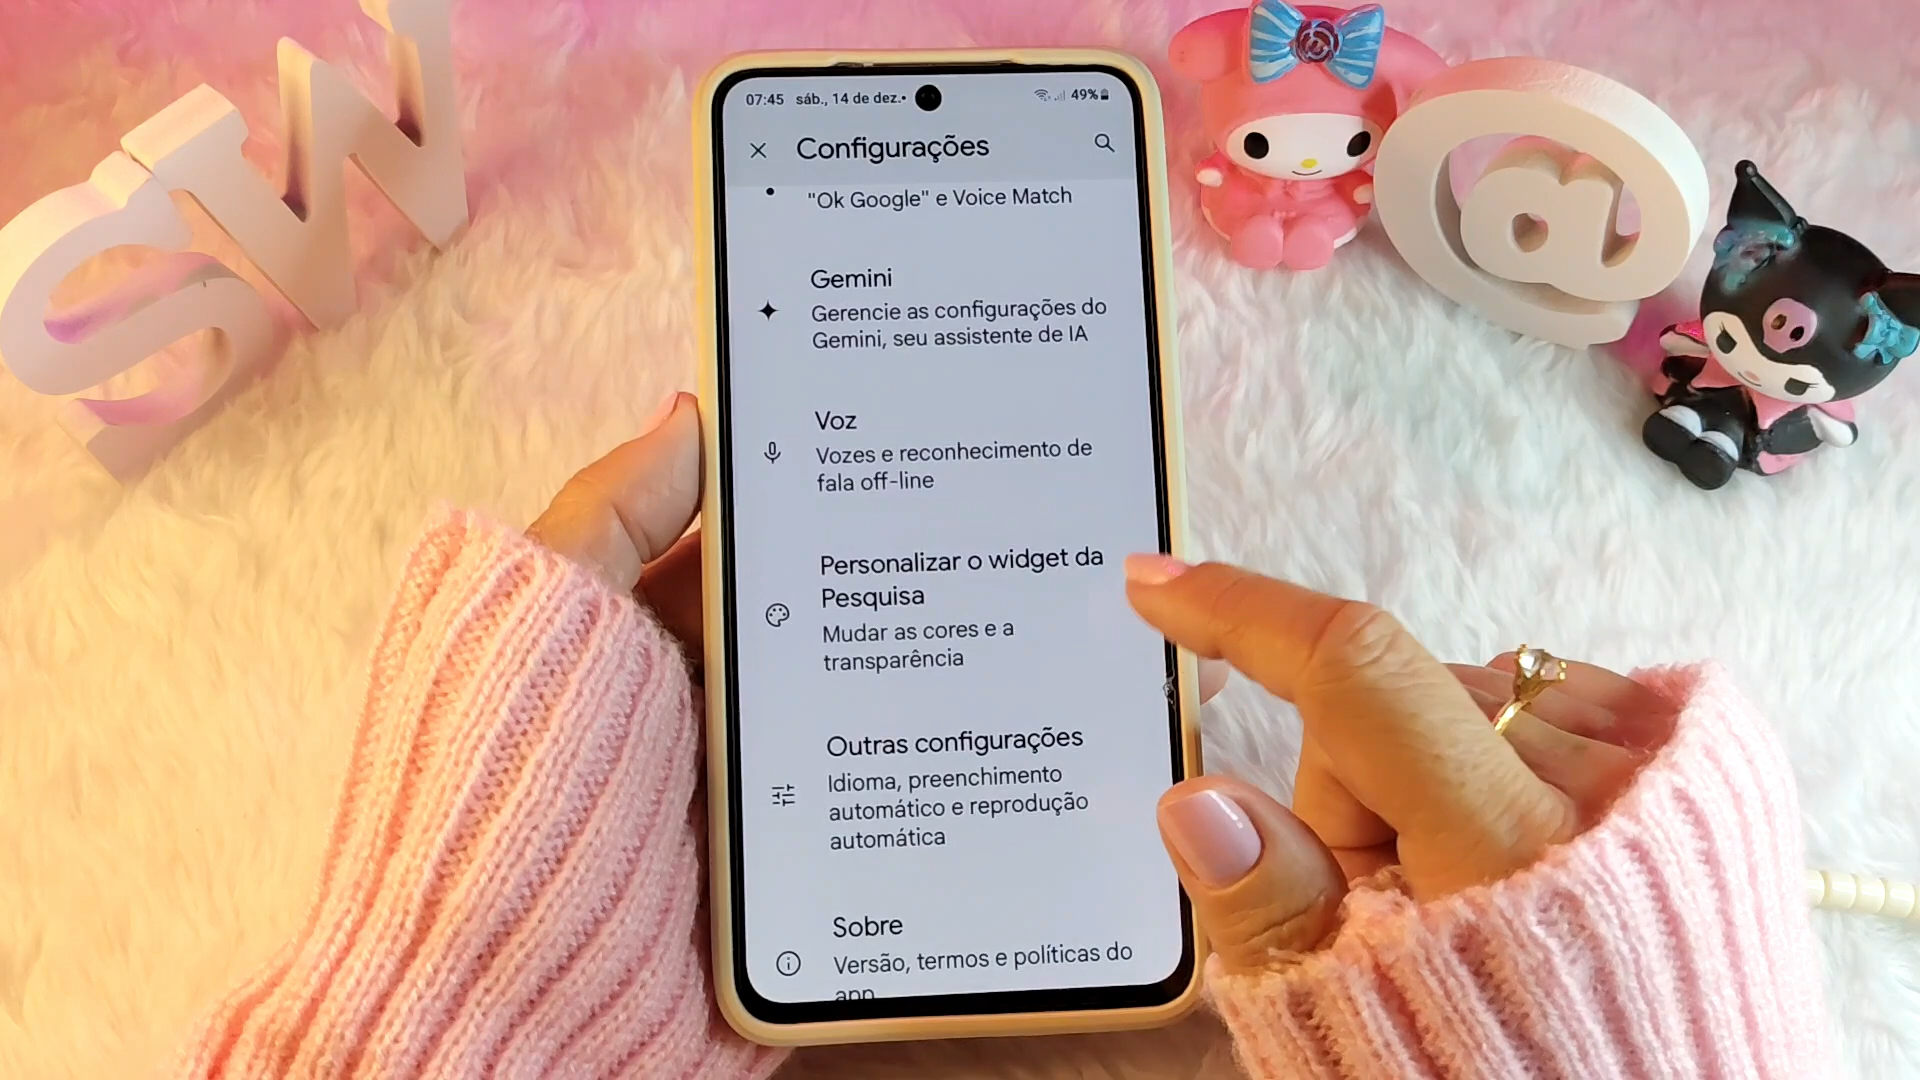 SW
@
07:45 sáb., 14 de dez.•
49%
Configurações
"Ok Google" e Voice Match
Gemini
Gerencie as configurações do
Gemini, seu assistente de IA
Voz
Vozes e reconhecimento de
fala off-line
Personalizar o widget da
Pesquisa
Mudar as cores e a
transparência
Outras configurações
Idioma, preenchimento
automático e reprodução
automática
Sobre
Versão, termos e políticas do
app